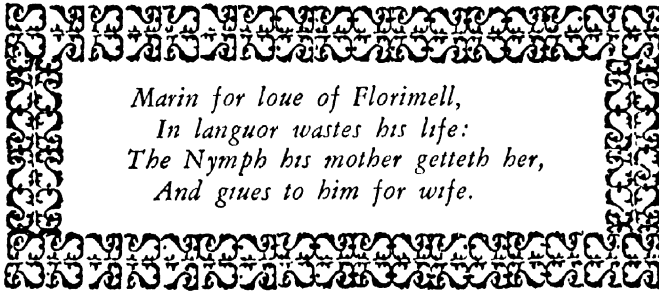 Marin for loue of Florimell,
In languor wastes his life:
The Nymph his mother getteth her,
And giues to him for wife.